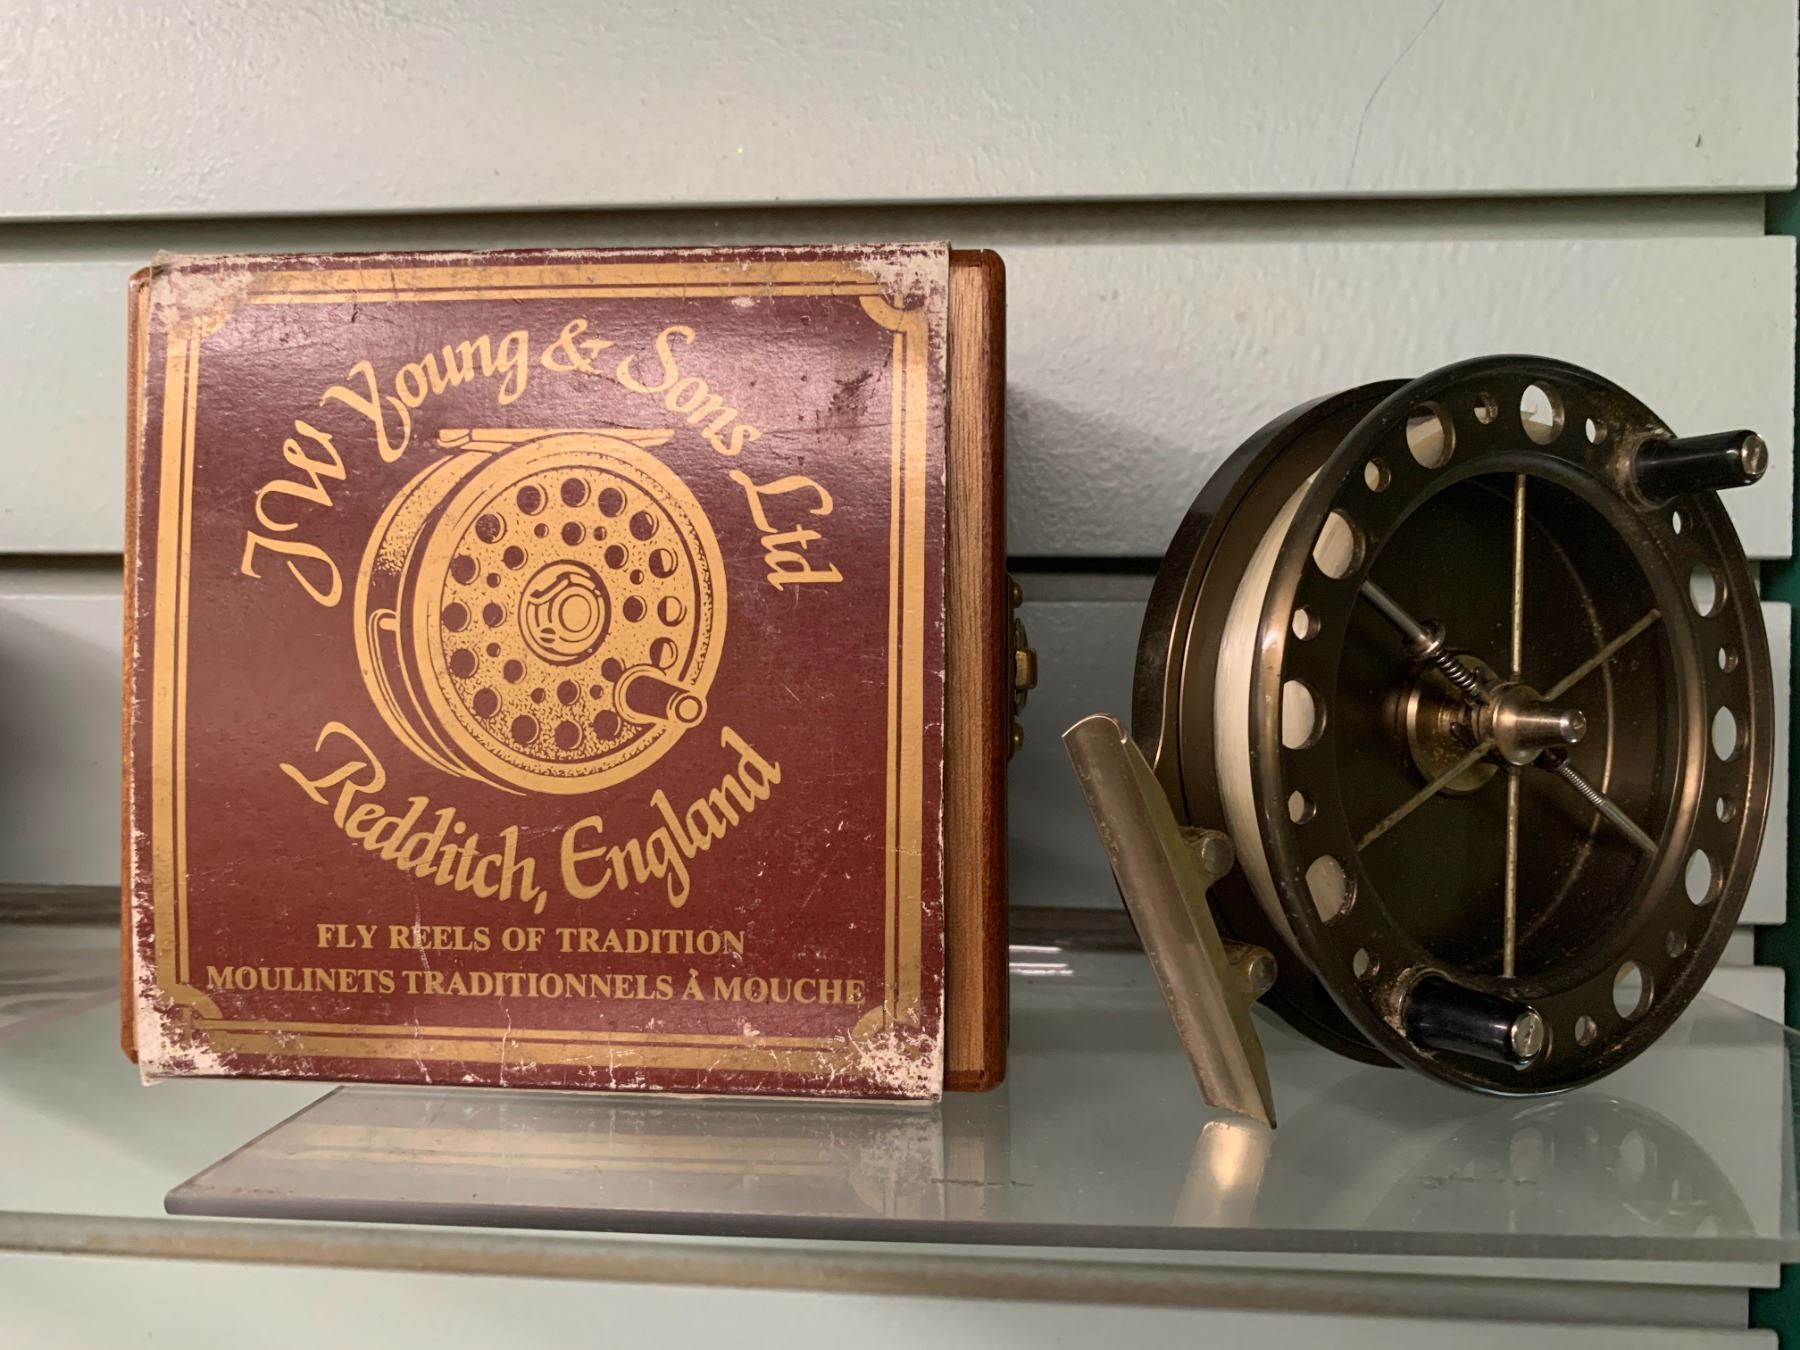 JW Young & Sons Ltd
Redditch, England
FLY REELS OF TRADITION
MOULINETS TRADITIONNELS À MOUCHE